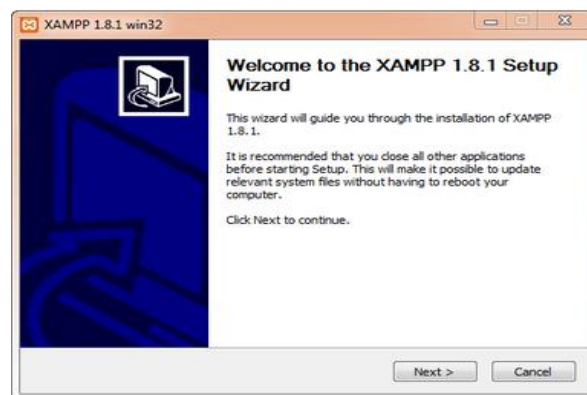 XAMPP 1.8.1 win32
Welcome to the XAMPP 1.8.1 Setup
Wizard
This wizard will guide you through the installation of XAMPP
1.8.1.
It is recommended that you close all other applications
before starting Setup. This will make it possible to update
relevant system files without having to reboot your
computer.
Click Next to continue.
Next >
Cancel